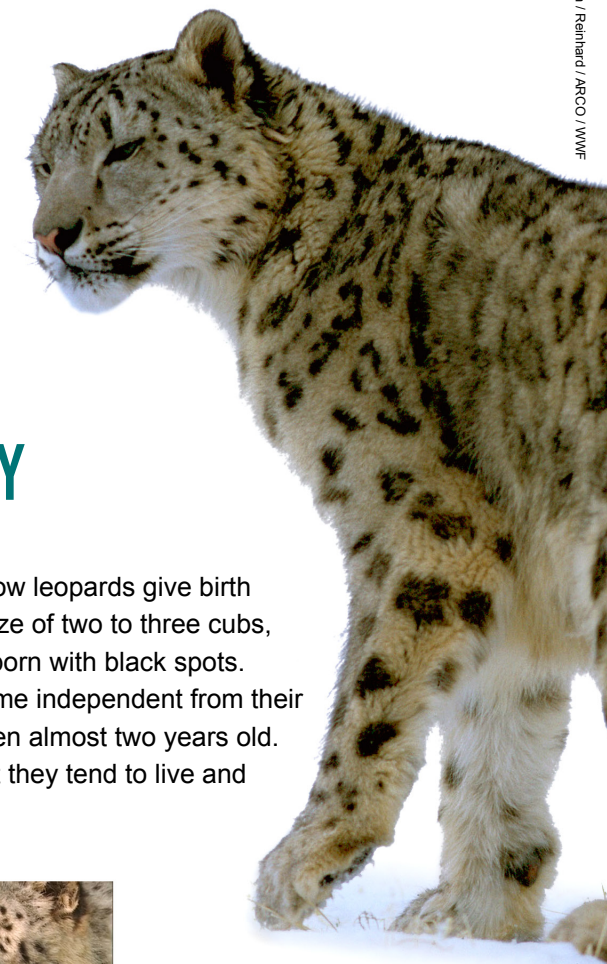 / Reinhard / ARCO / WWF
Y
ow leopards give birth
ze of two to three cubs,
born with black spots.
me independent from their
en almost two years old.
they tend to live and